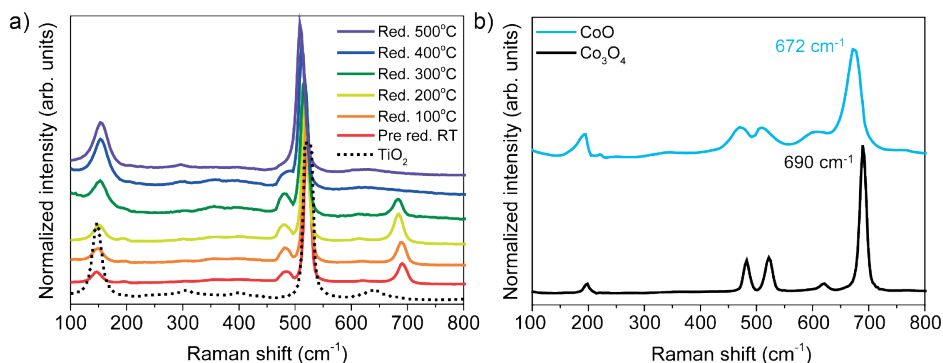 a)
Normalized intensity (arb. units)
Red. 500°C
Red. 400°C
Red. 300°C
Red. 200°C
Red. 100°C
Pre red. RT
TiO₂
100 200 300 400 500 600 700 800
Raman shift (cm⁻¹)
b)
Normalized intensity (arb. units)
CoO
Co₃O₄
672 cm⁻¹
690 cm⁻¹
100 200 300 400 500 600 700 800
Raman shift (cm⁻¹)